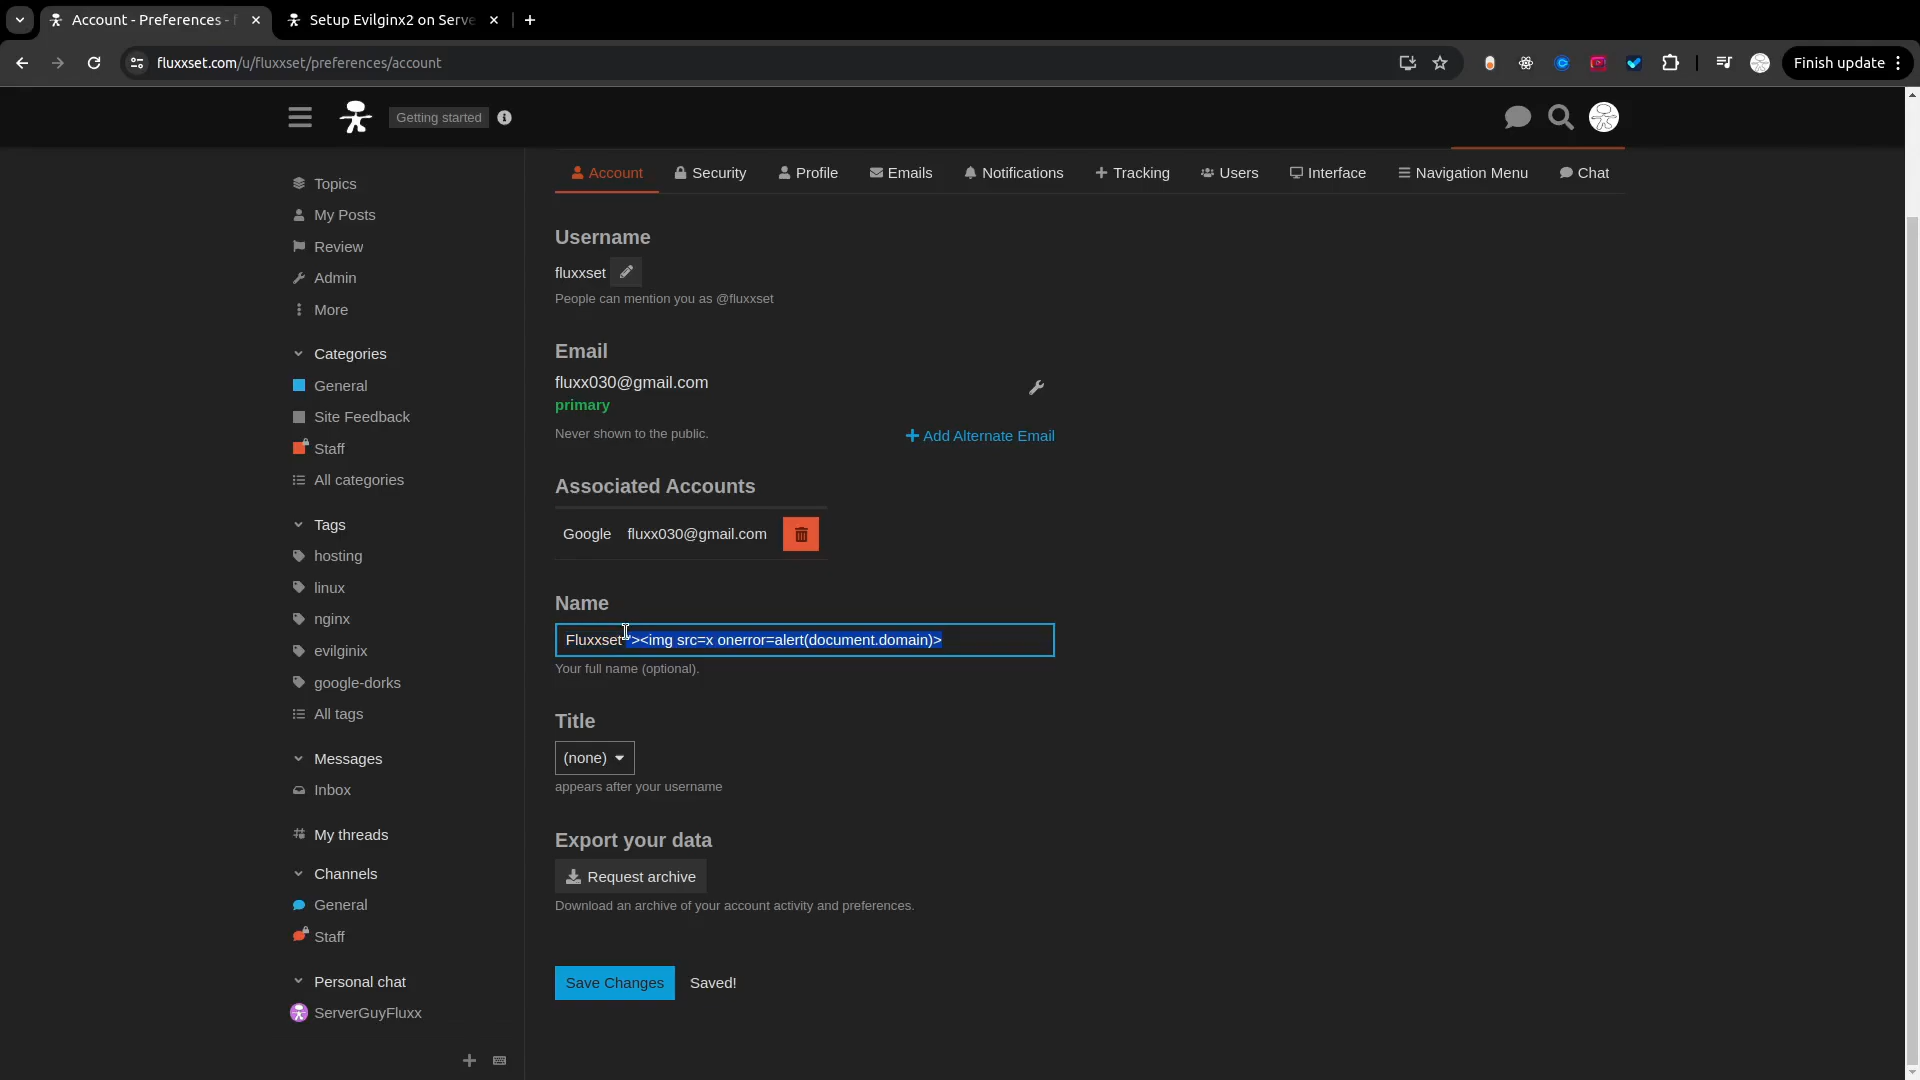 Account - Preferences -
Setup Evilginx2 on Serve
fluxxset.com/u/fluxxset/preferences/account
Finish update
Getting started
Account
Security
Profile
Emails
Notifications
Tracking
Users
Interface
Navigation Menu
Chat
Topics
My Posts
Review
Admin
More
Categories
General
Site Feedback
Staff
All categories
Tags
hosting
linux
nginx
evilginix
google-dorks
All tags
Messages
Inbox
My threads
Channels
General
Staff
Personal chat
ServerGuyFluxx
Username
fluxxset
People can mention you as @fluxxset
Email
fluxx030@gmail.com
primary
Never shown to the public.
Add Alternate Email
Associated Accounts
Google fluxx030@gmail.com
Name
Fluxxset"><img src=x onerror=alert(document.domain)>
Your full name (optional).
Title
(none)
appears after your username
Export your data
Request archive
Download an archive of your account activity and preferences.
Save Changes
Saved!